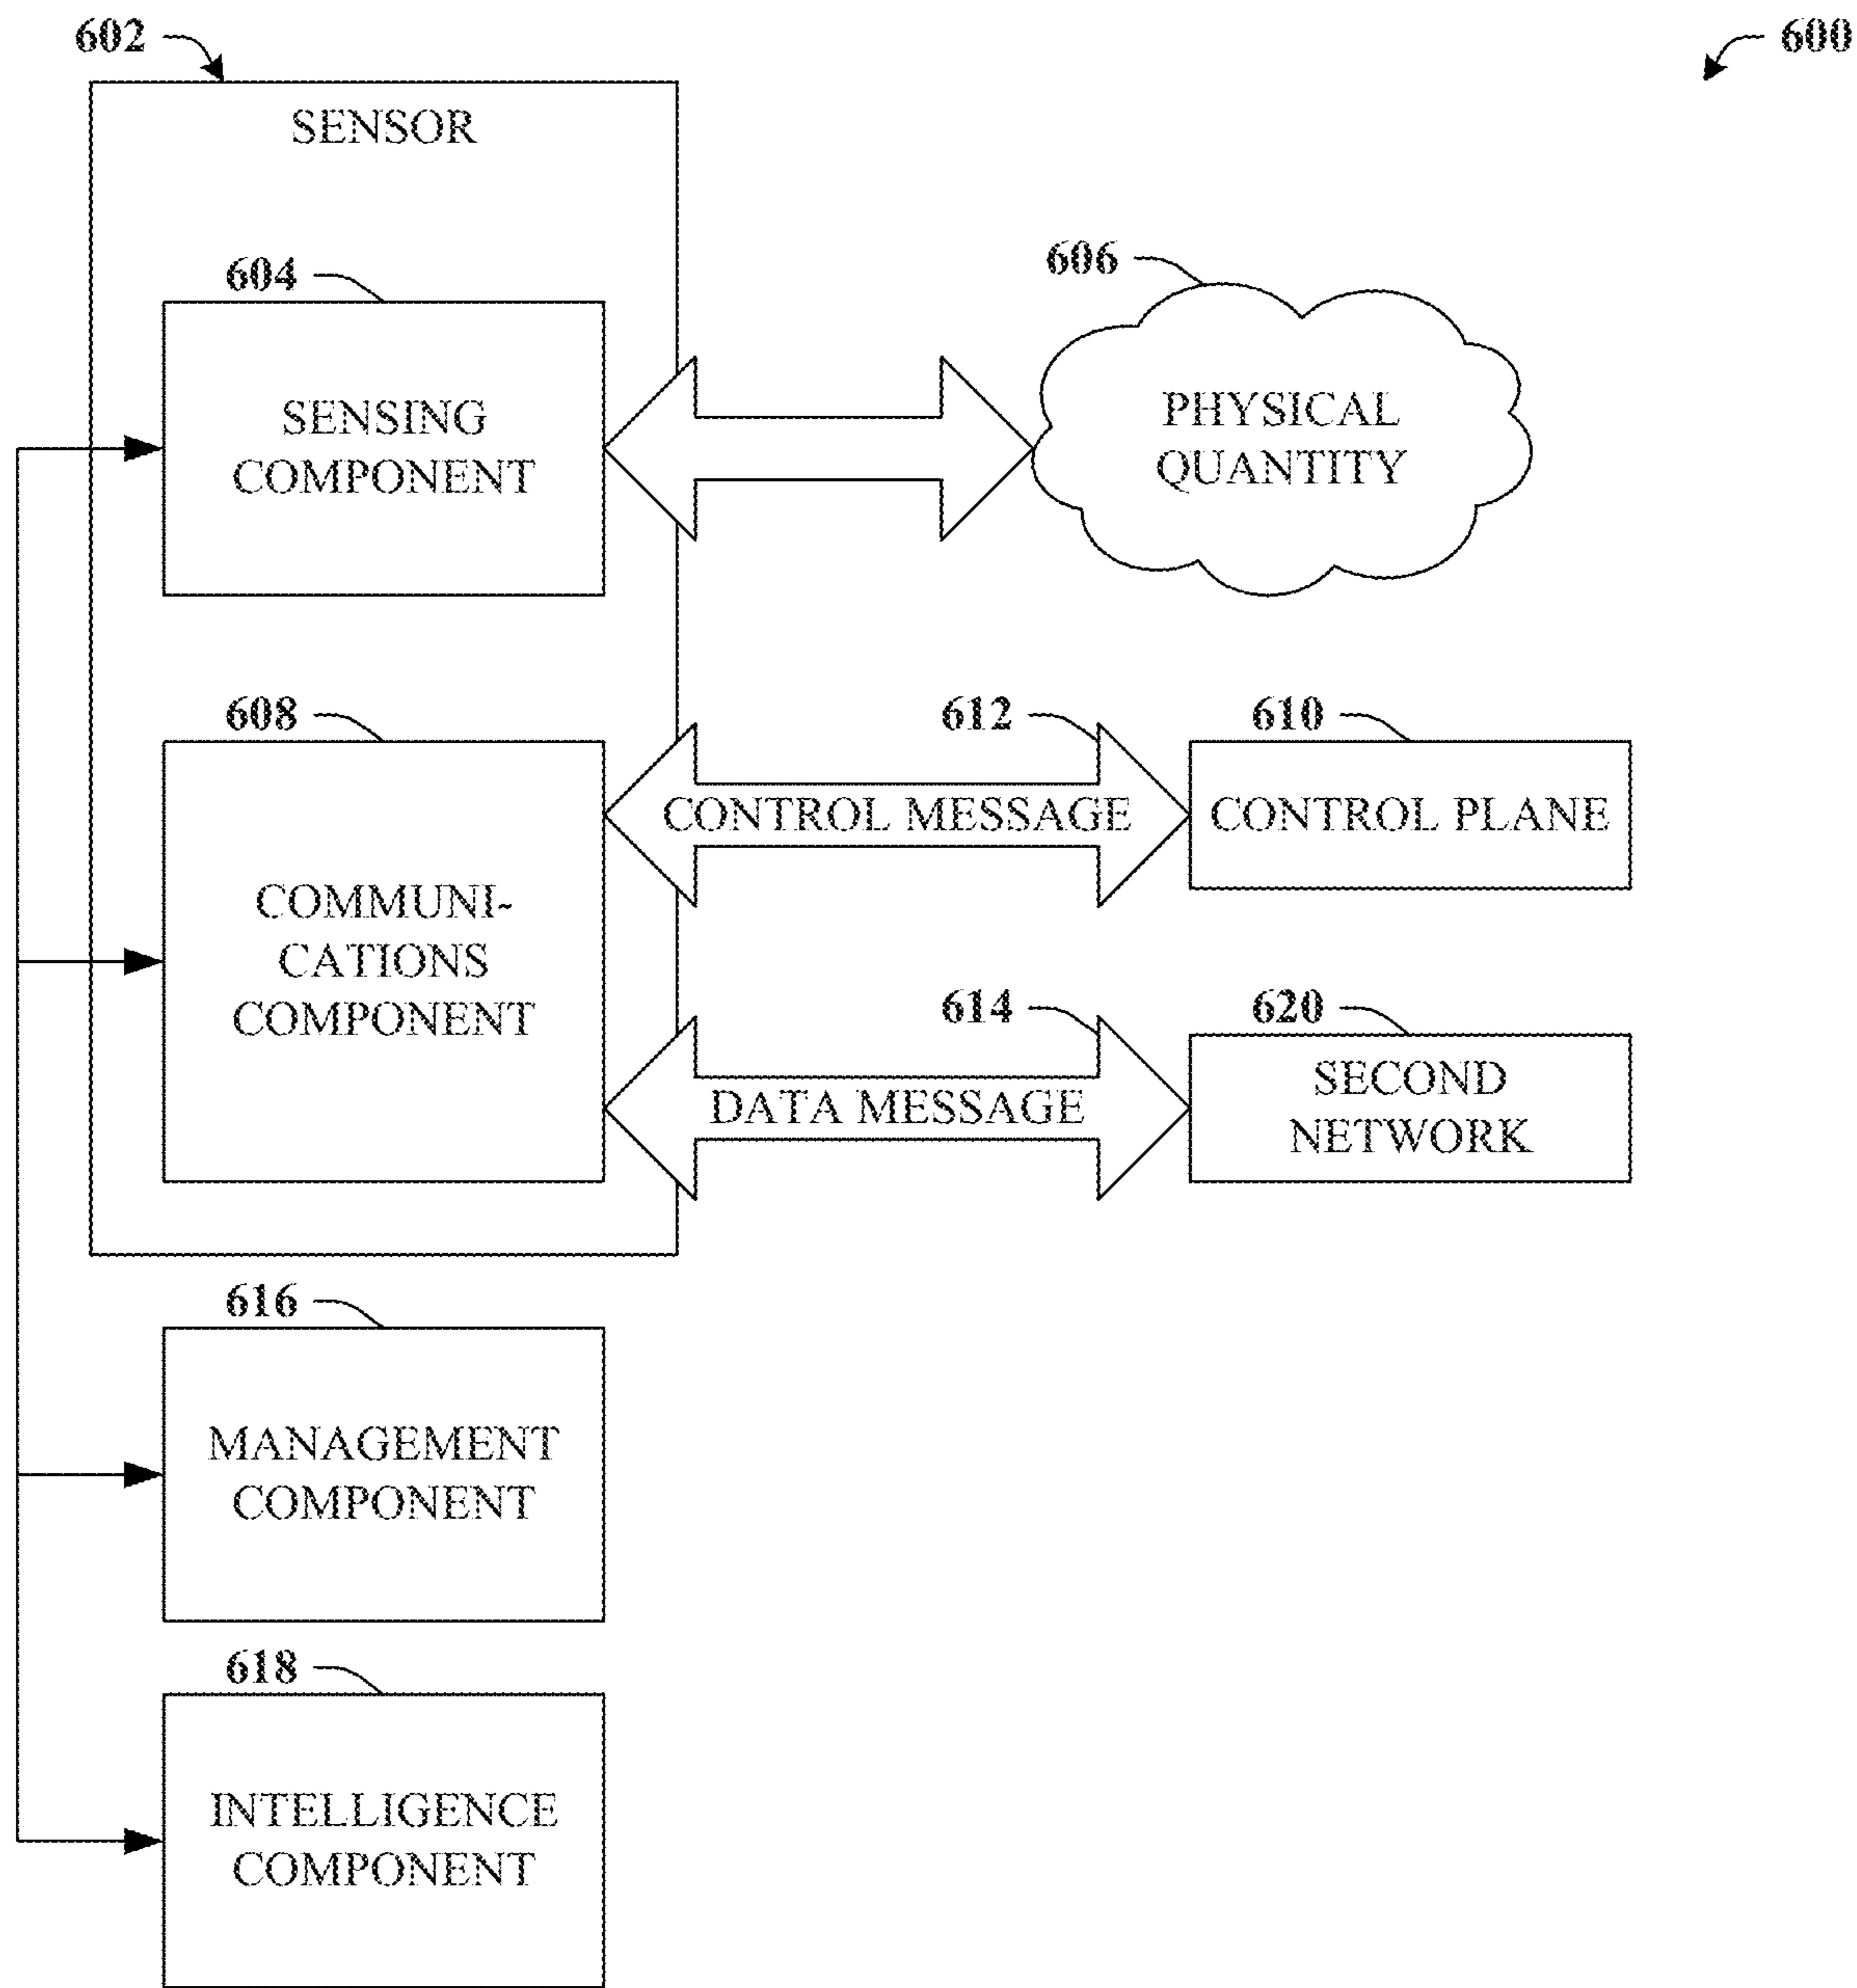 602
600
SENSOR
604
606
SENSING
COMPONENT
PHYSICAL
QUANTITY
608
612
610
CONTROL MESSAGE
CONTROL PLANE
COMMUNI-
CATIONS
COMPONENT
614
620
DATA MESSAGE
SECOND
NETWORK
616
MANAGEMENT
COMPONENT
618
INTELLIGENCE
COMPONENT